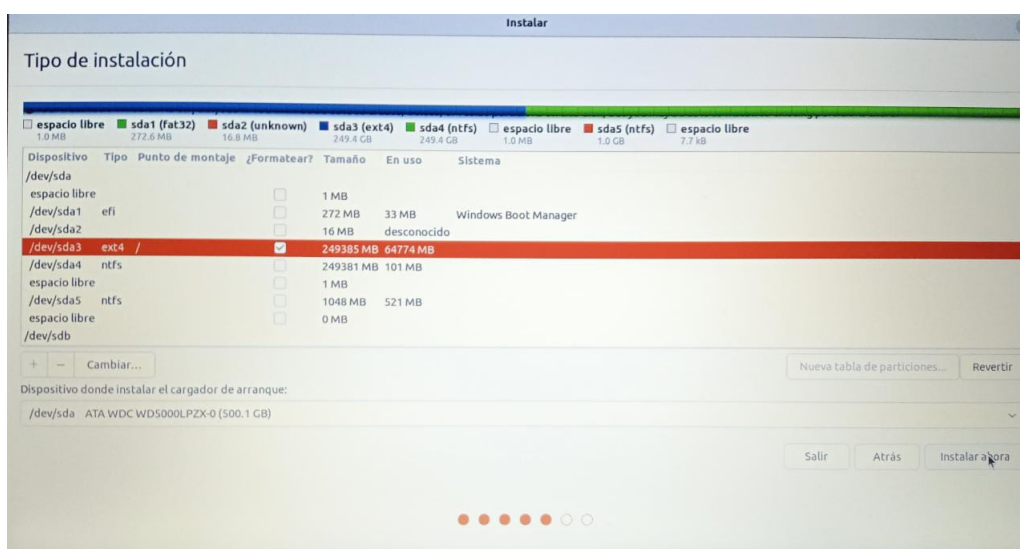 Instalar
Tipo de instalación
espacio libre sda1 (fat32) sda2 (unknown) sda3 (ext4) sda4 (ntfs) espacio libre sda5 (ntfs) espacio libre
1.0 MB 272.6 MB 16.8 MB 249.4 GB 249.4 GB 1.0 MB 1.0 GB 7.7 kB
Dispositivo Tipo Punto de montaje ¿Formatear? Tamaño En uso Sistema
/dev/sda
espacio libre 1 MB
/dev/sda1 efi 272 MB 33 MB Windows Boot Manager
/dev/sda2 16 MB desconocido
/dev/sda3 ext4 / 249385 MB 64774 MB
/dev/sda4 ntfs 249381 MB 101 MB
espacio libre 1 MB
/dev/sda5 ntfs 1048 MB 521 MB
espacio libre 0 MB
/dev/sdb
+ − Cambiar... Nueva tabla de particiones... Revertir
Dispositivo donde instalar el cargador de arranque:
/dev/sda ATA WDC WD5000LPZX-0 (500.1 GB)
Salir Atrás Instalar ahora